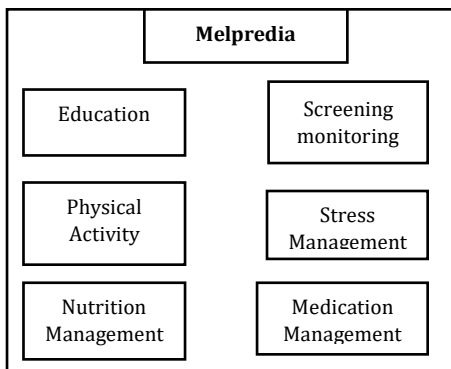 Melpredia
Education
Screening
monitoring
Physical
Activity
Stress
Management
Nutrition
Management
Medication
Management